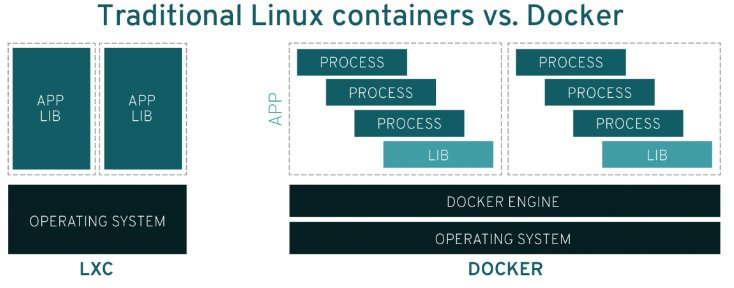 Traditional Linux containers vs. Docker
APP
LIB
APP
LIB
OPERATING SYSTEM
LXC
APP
PROCESS
PROCESS
PROCESS
LIB
PROCESS
PROCESS
PROCESS
LIB
DOCKER ENGINE
OPERATING SYSTEM
DOCKER